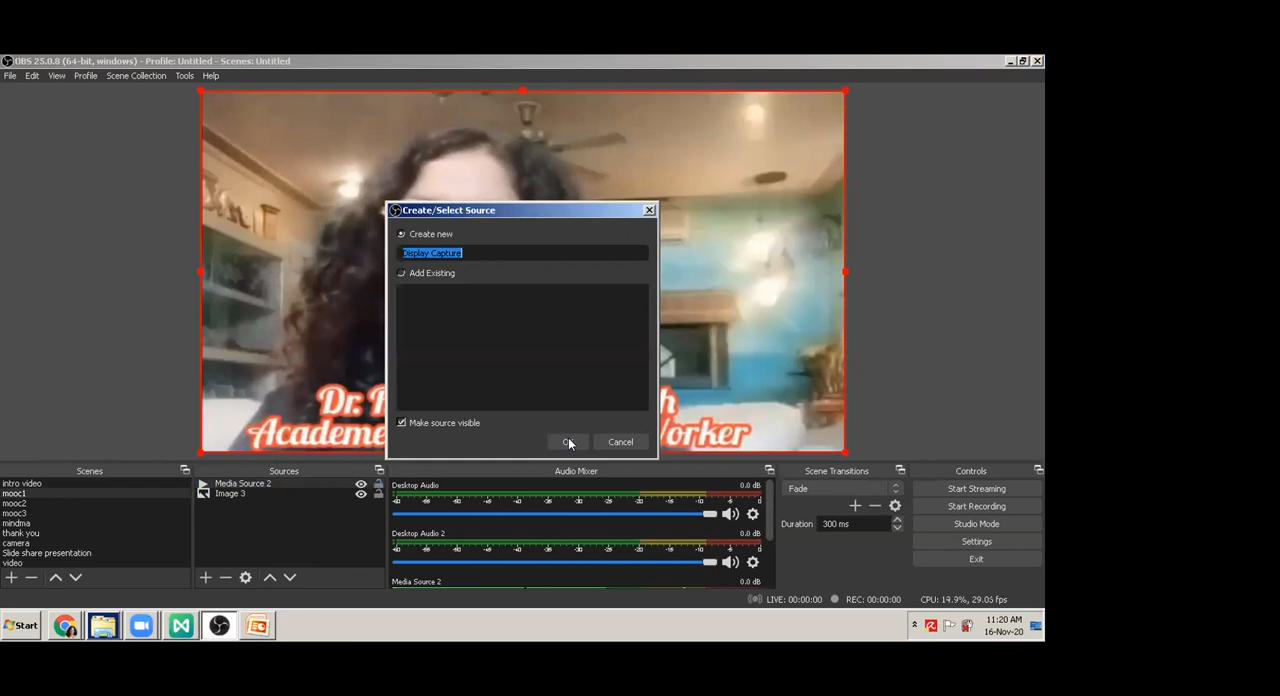 OBS 25.0.8 (64-bit, windows) - Profile: Untitled - Scenes: Untitled
File Edit View Profile Scene Collection Tools Help
Create/Select Source
Create new
Display Capture
Add Existing
Make source visible
Cancel
Dr.
Academe
orker
Scenes
intro video
mooc1
mooc2
mooc3
mindma
thank you
camera
Slide share presentation
video
Sources
Media Source 2
Image 3
Audio Mixer
Desktop Audio 0.0 dB
Desktop Audio 2 0.0 dB
Media Source 2 0.0 dB
Scene Transitions
Fade
Duration 300 ms
Controls
Start Streaming
Start Recording
Studio Mode
Settings
Exit
LIVE: 00:00:00 REC: 00:00:00 CPU: 19.9%, 29.05 fps
Start
11:20 AM
16-Nov-20